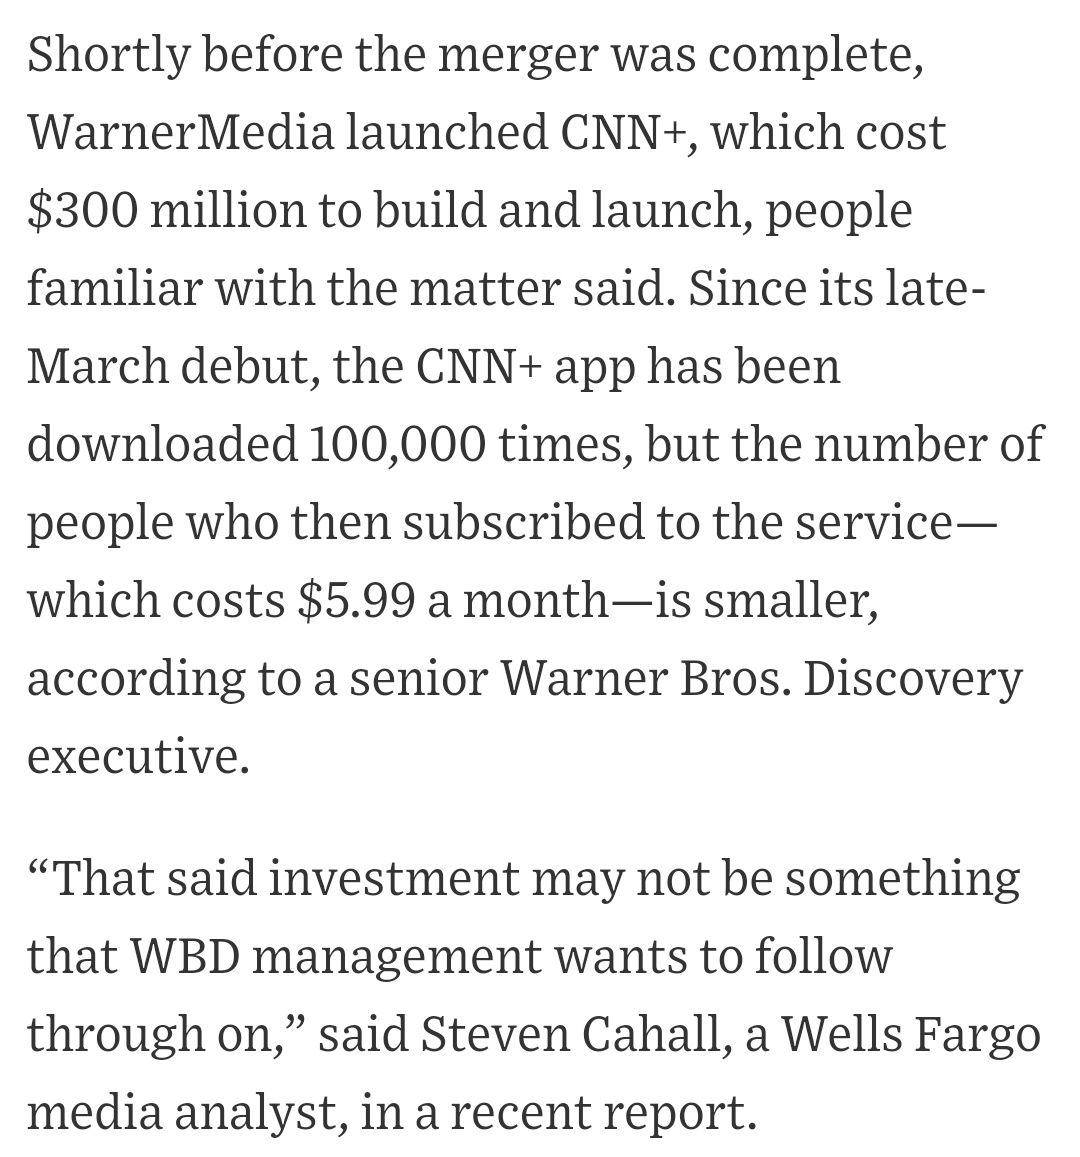 Shortly before the merger was complete,
WarnerMedia launched CNN+, which cost
$300 million to build and launch, people
familiar with the matter said. Since its late-
March debut, the CNN+ app has been
downloaded 100,000 times, but the number of
people who then subscribed to the service—
which costs $5.99 a month—is smaller,
according to a senior Warner Bros. Discovery
executive.
“That said investment may not be something
that WBD management wants to follow
through on,” said Steven Cahall, a Wells Fargo
media analyst, in a recent report.